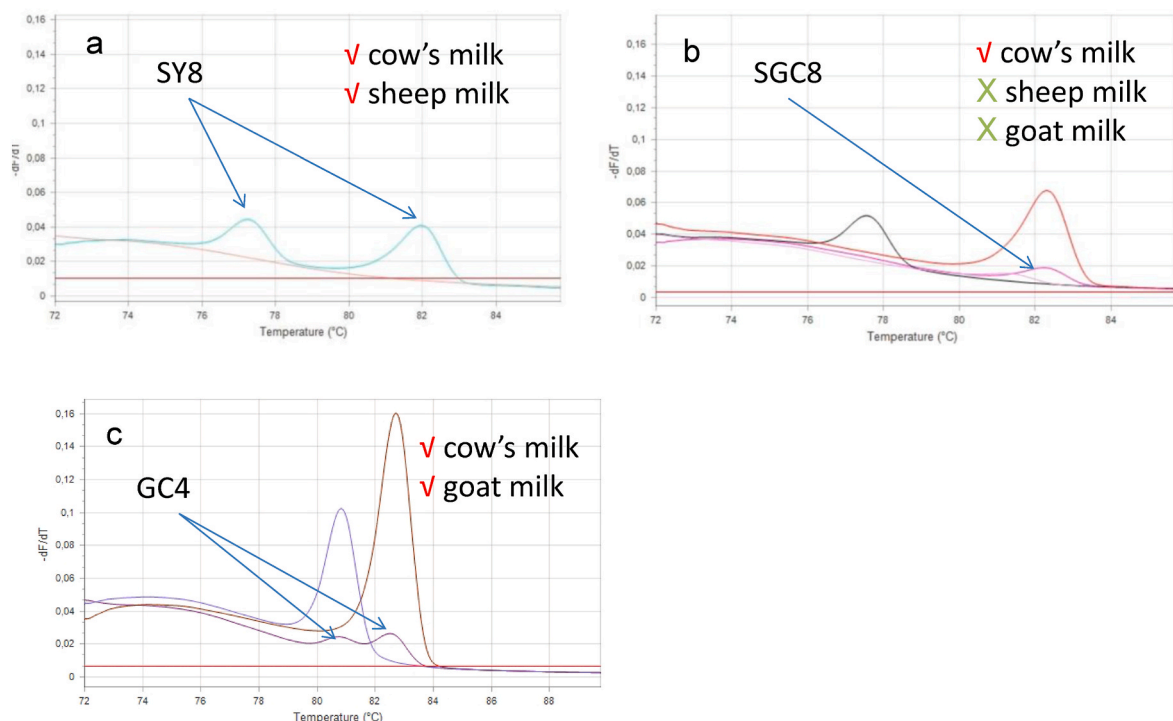 a
SY8
√ cow's milk
√ sheep milk
-dF/dT
0,16
0,14
0,12
0,1
0,08
0,06
0,04
0,02
0
72
74
76
78
80
82
84
Temperature (°C)
b
SGC8
√ cow's milk
X sheep milk
X goat milk
-dF/dT
0,16
0,14
0,12
0,1
0,08
0,06
0,04
0,02
0
72
74
76
78
80
82
84
Temperature (°C)
c
GC4
√ cow's milk
√ goat milk
-dF/dT
0,16
0,14
0,12
0,1
0,08
0,06
0,04
0,02
0
72
74
76
78
80
82
84
86
88
Temperature (°C)